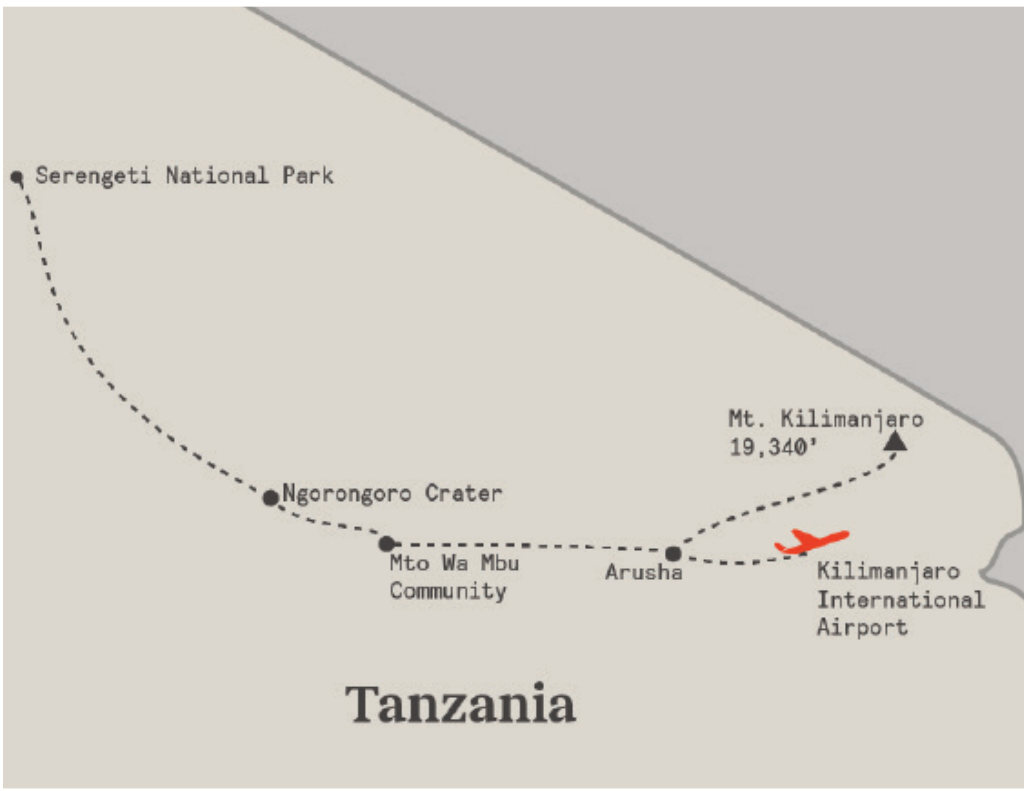 Serengeti National Park
Mt. Kilimanjaro
19,340'
Ngorongoro Crater
Mto Wa Mbu
Community
Arusha
Kilimanjaro
International
Airport
Tanzania